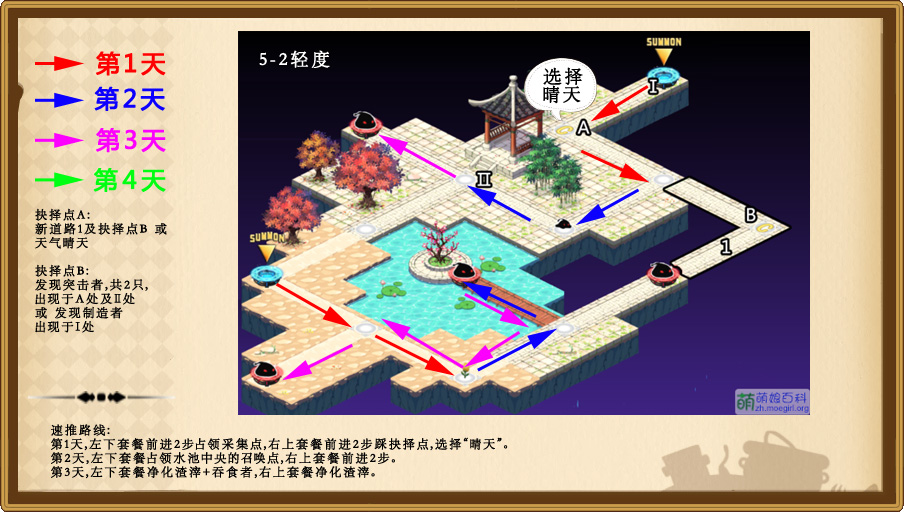 第1天
第2天
第3天
第4天
抉择点A:
新道路1及抉择点B 或
天气晴天
抉择点B:
发现突击者,共2只,
出现于A处及II处
或 发现制造者
出现于I处
5-2轻度
选择
晴天
SUMMON
I
A
II
B
1
SUMMON
萌娘百科
zh.moegirl.org
速推路线:
第1天,左下套餐前进2步占领采集点,右上套餐前进2步踩抉择点,选择“晴天”。
第2天,左下套餐占领水池中央的召唤点,右上套餐前进2步。
第3天,左下套餐净化渣滓+吞食者,右上套餐净化渣滓。